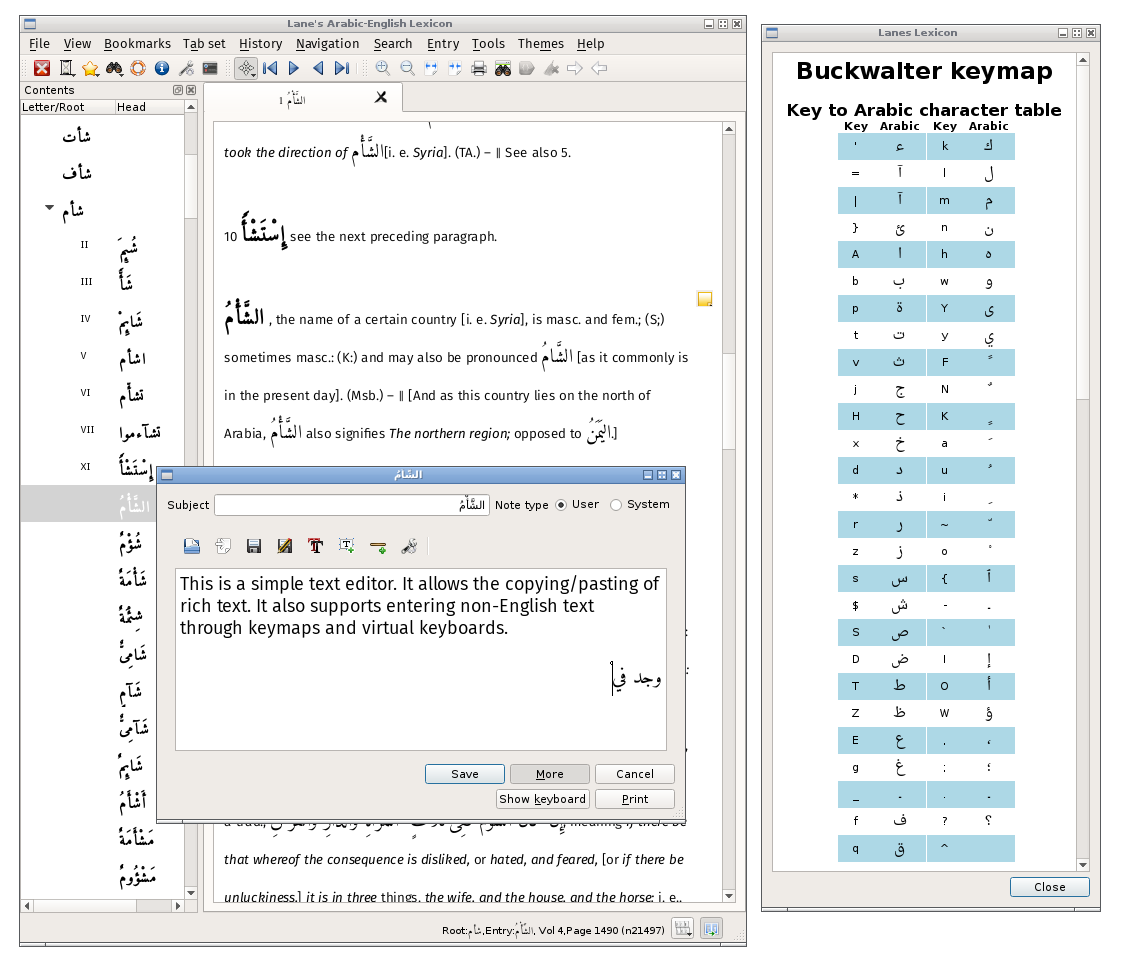 Lane's Arabic-English Lexicon
File View Bookmarks Tab set History Navigation Search Entry Tools Themes Help
Contents
Letter/Root Head
شأت
شأف
شأم
II شُئِمَ
III شَأَ
IV شَايِمْ
V اشأم
VI تشأّم
VII تشآءموا
XI إِسْتَشْأَ
الشَّأْمُ
شُؤْمٌ
شَأْمَةٌ
شِئْمَةٌ
شَامِىٌّ
شَآمٍ
شَآمِىٌّ
شَايِمٌ
أَشْأَمُ
مَشْأَمَةٌ
مَشْؤُومٌ
1 الشَّأْمُ
took the direction of الشَّأْم[i. e. Syria]. (TA.) – ‖ See also 5.
10 إِسْتَشْأَ see the next preceding paragraph.
الشَّأْمُ , the name of a certain country [i. e. Syria], is masc. and fem.; (S;)
sometimes masc.: (K:) and may also be pronounced الشَّامُ [as it commonly is
in the present day]. (Msb.) – ‖ [And as this country lies on the north of
Arabia, الشَّأْمُ also signifies The northern region; opposed to اليَمَنُ.]
الشَّأمُ
Subject الشَّأْمُ Note type User System
This is a simple text editor. It allows the copying/pasting of
rich text. It also supports entering non-English text
through keymaps and virtual keyboards.
وجد في
Save More Cancel
Show keyboard Print
meaning i, there be
that whereof the consequence is disliked, or hated, and feared, [or if there be
unluckiness,] it is in three things, the wife, and the house, and the horse; i. e.,
Root:شأم,Entry:الشَّأْمُ, Vol 4,Page 1490 (n21497)
Lanes Lexicon
Buckwalter keymap
Key to Arabic character table
Key Arabic Key Arabic
' ء k ك
= آ l ل
| آ m م
} ئ n ن
A ا h ه
b ب w و
p ة Y ى
t ت y ي
v ث F ً
j ج N ٌ
H ح K ٍ
x خ a َ
d د u ُ
* ذ i ِ
r ر ~ ّ
z ز o ْ
s س { ٱ
$ ش - ـ
S ص ` ٰ
D ض I إ
T ط O أ
Z ظ W ؤ
E ع , ،
g غ ; ؛
_ ـ . .
f ف ? ؟
q ق ^
Close